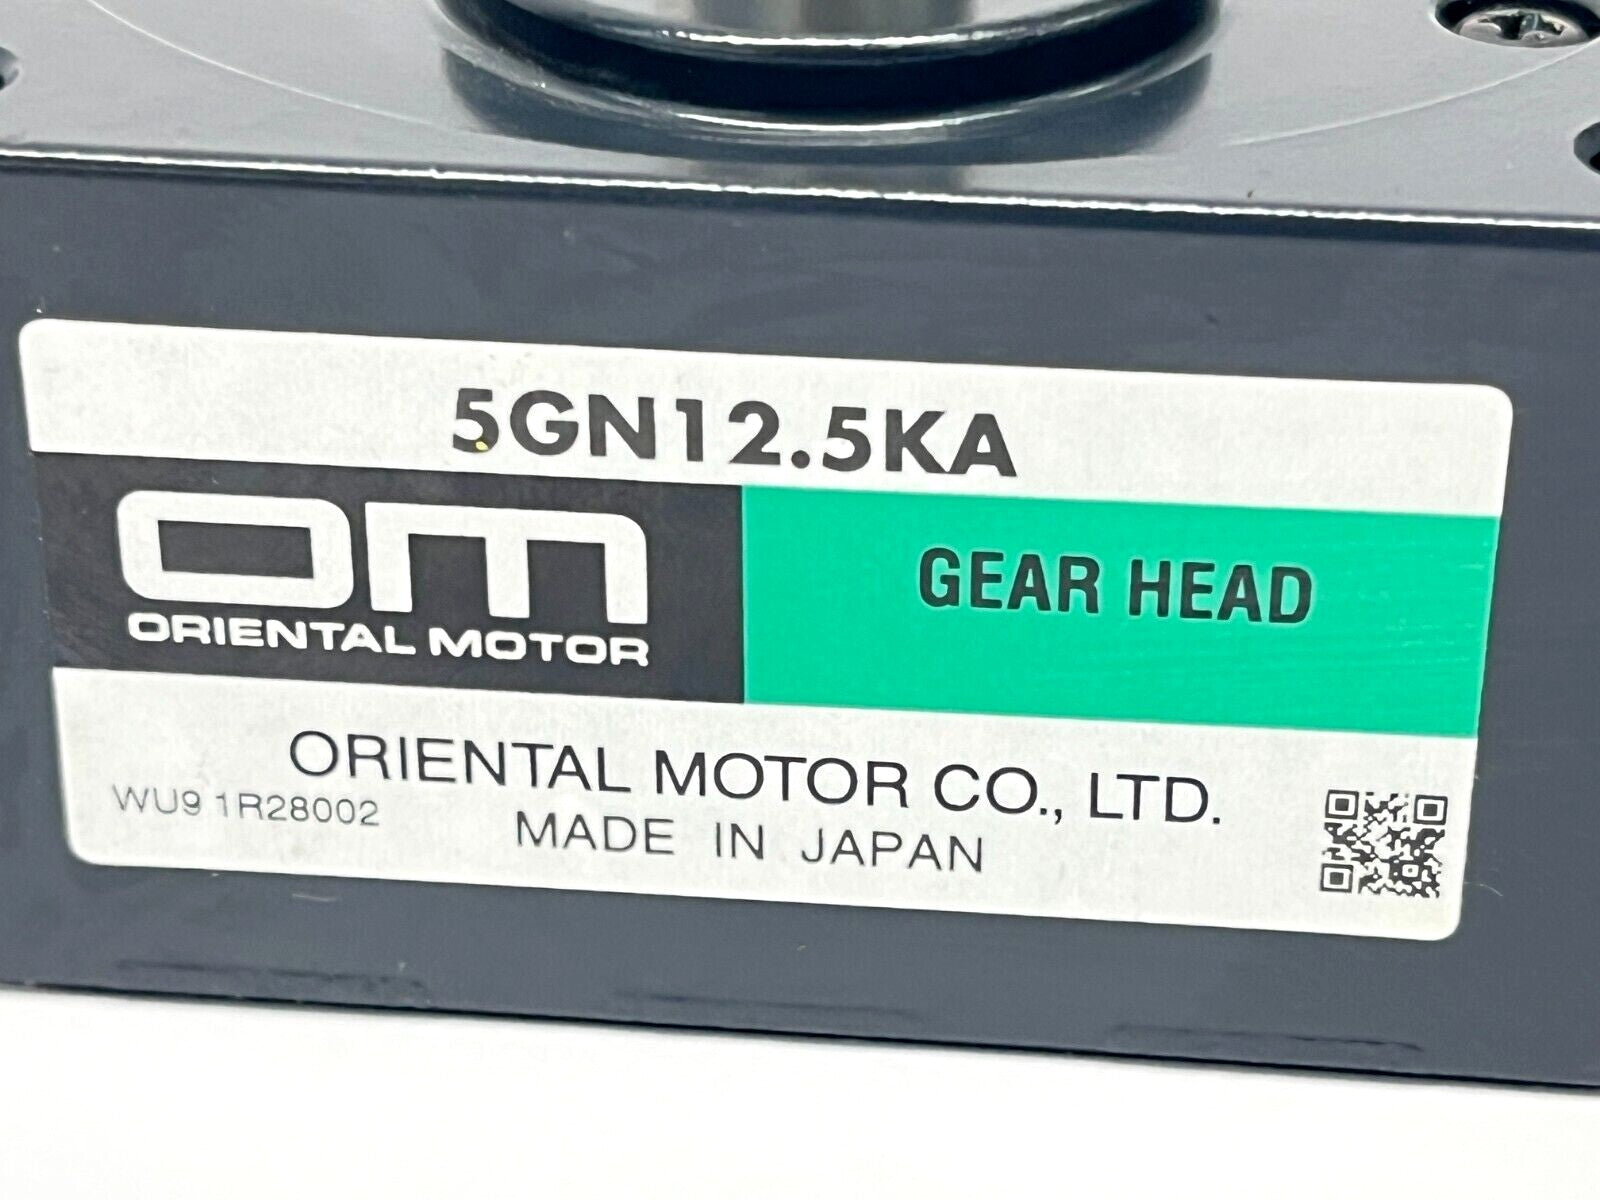 5GN12.5KA
OM
ORIENTAL MOTOR
GEAR HEAD
ORIENTAL MOTOR CO., LTD.
WU9 1R28002
MADE IN JAPAN